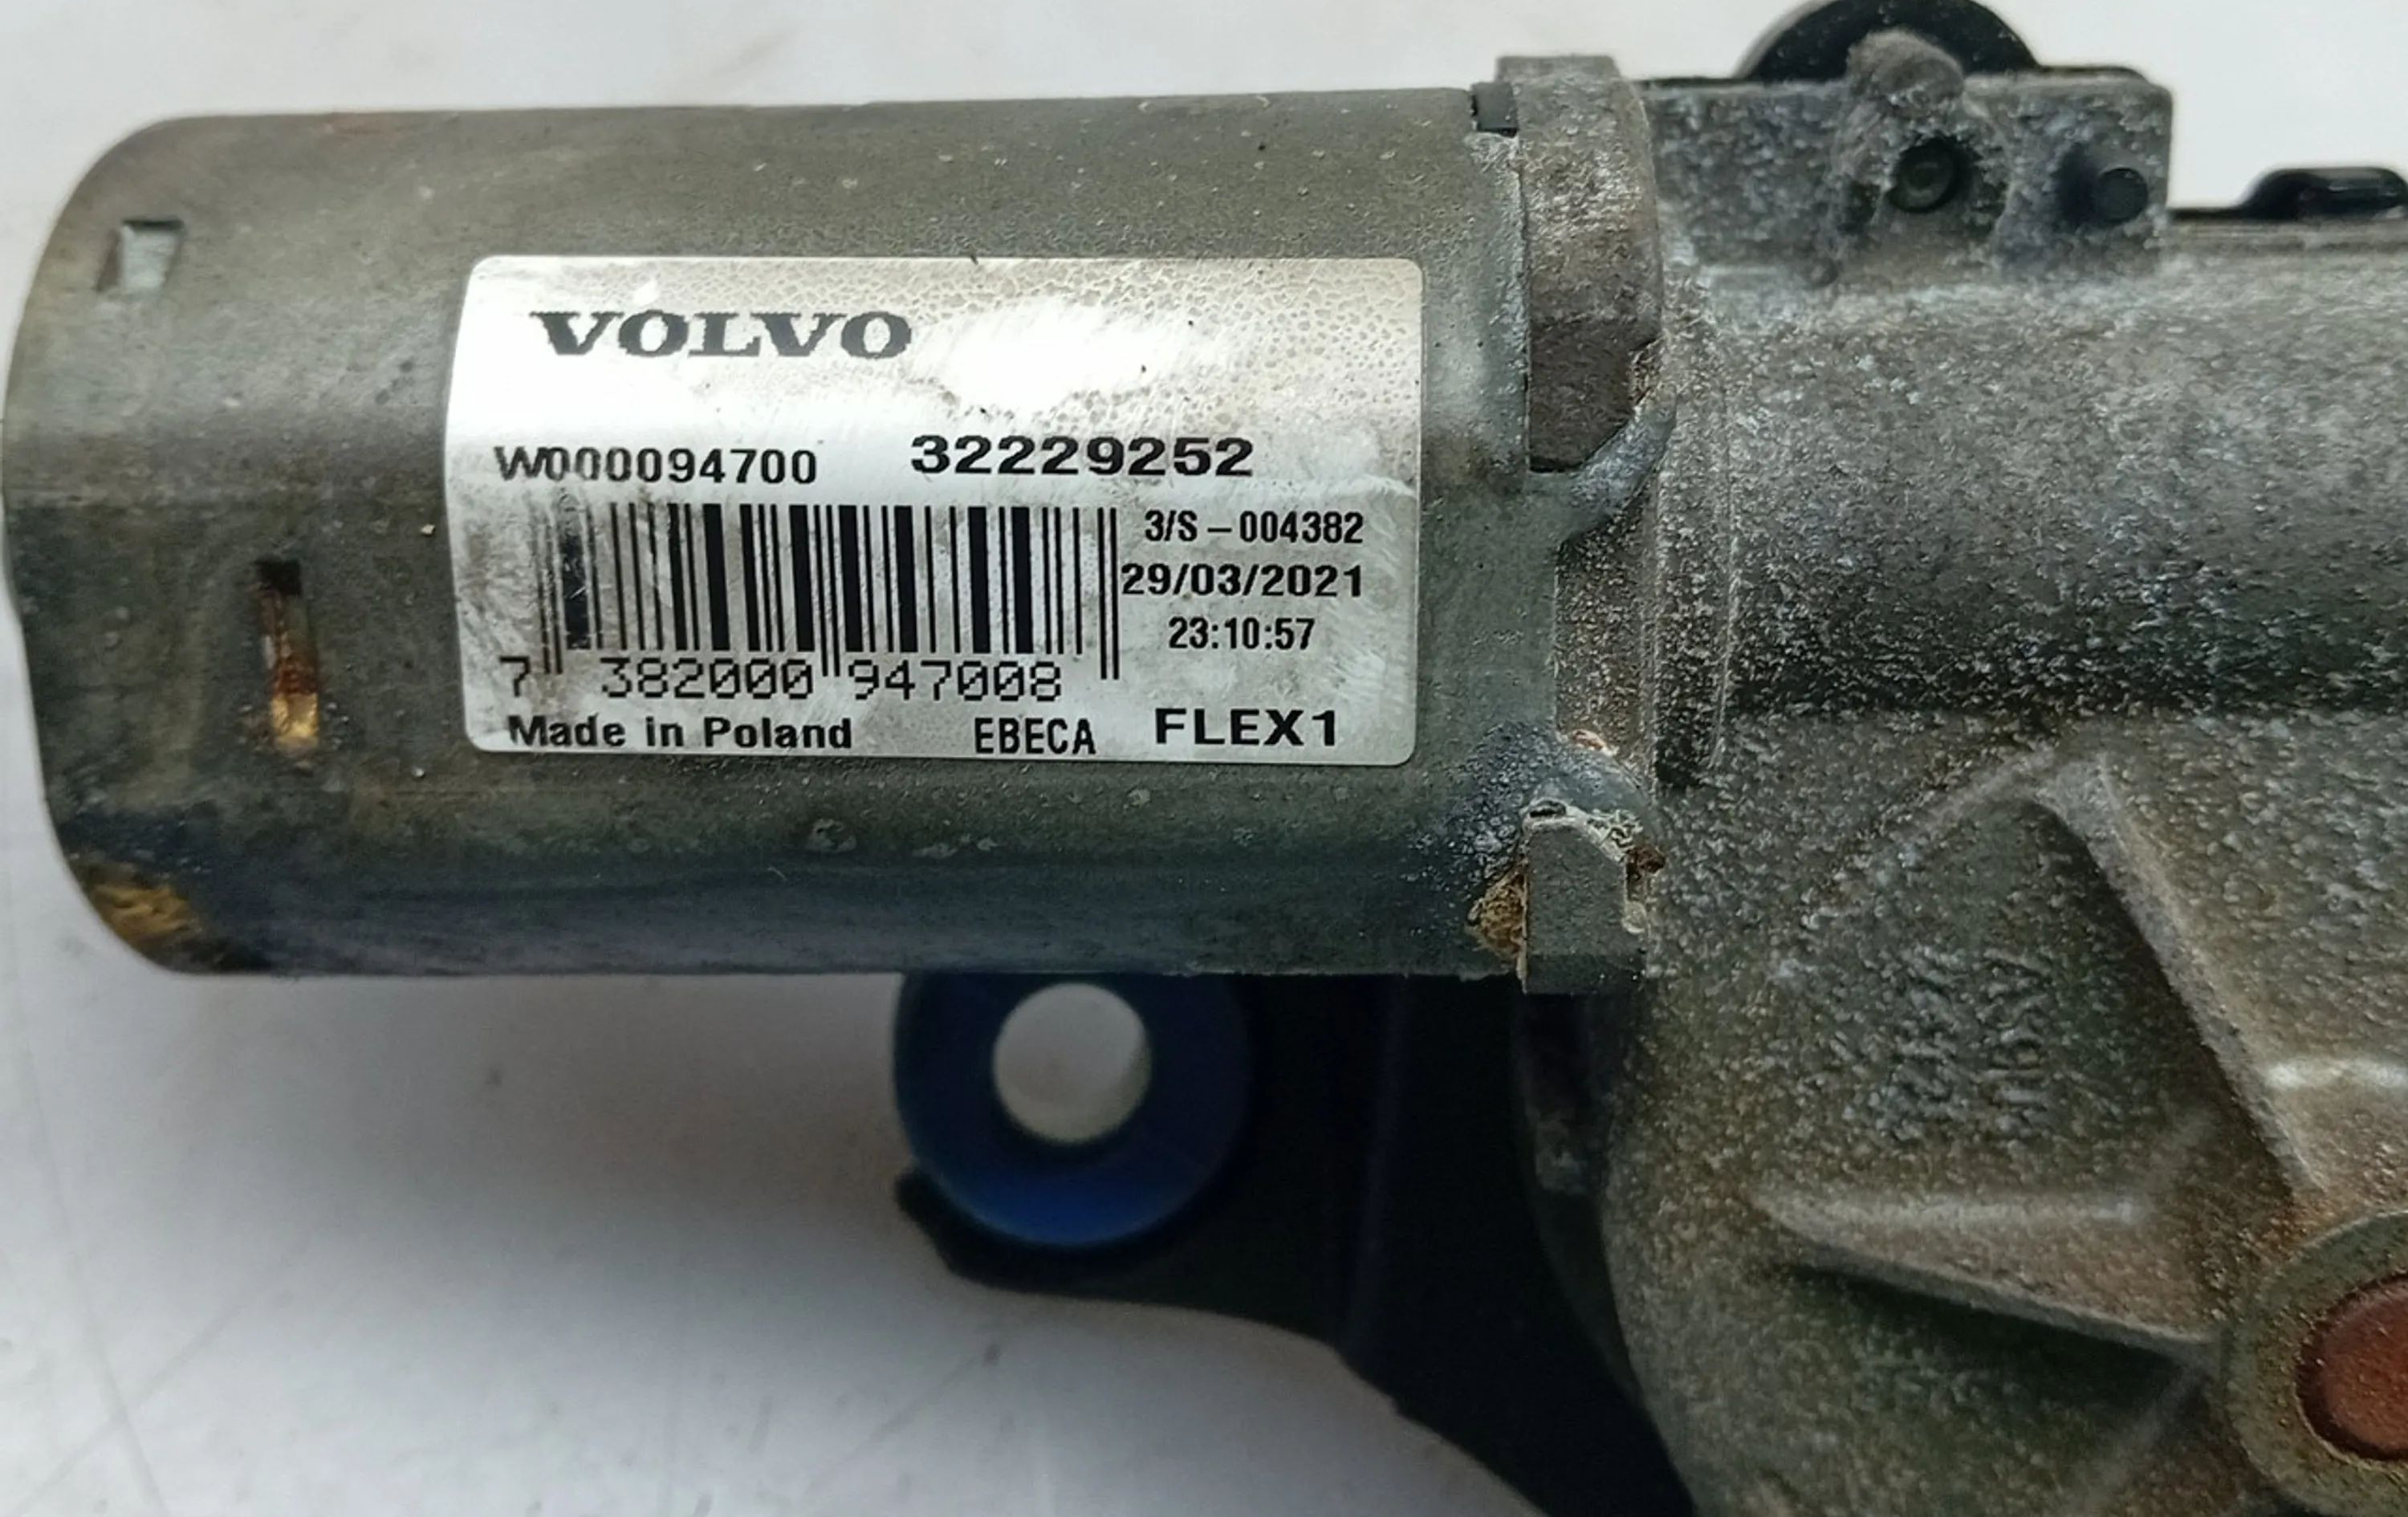 VOLVO
W000094700 32229252
3/S – 004382
29/03/2021
23:10:57
7 382000 947008
Made in Poland EBECA FLEX1